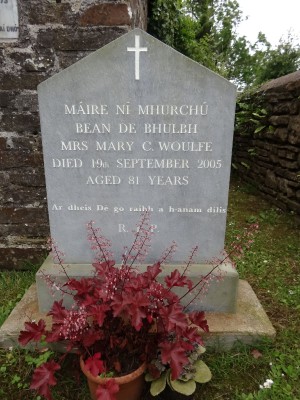 MÁIRE NÍ MHURCHÚ
BEAN DE BHULBH
MRS MARY C. WOULFE
DIED 19TH SEPTEMBER 2005
AGED 81 YEARS
Ar dheis Dé go raibh a h-anam dílis
R.I.P.